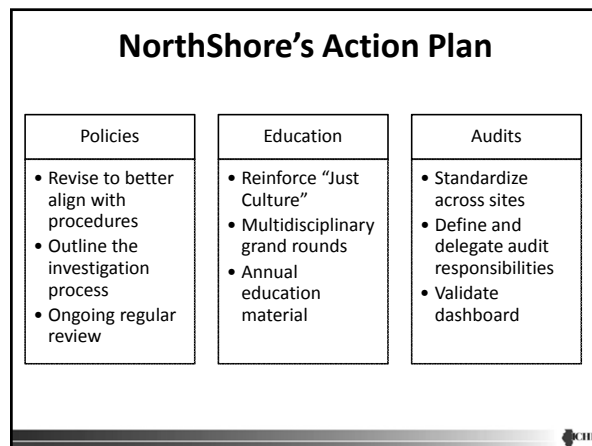 NorthShore's Action Plan
Policies
• Revise to better
align with
procedures
• Outline the
investigation
process
• Ongoing regular
review
Education
• Reinforce “Just
Culture”
• Multidisciplinary
grand rounds
• Annual
education
material
Audits
• Standardize
across sites
• Define and
delegate audit
responsibilities
• Validate
dashboard